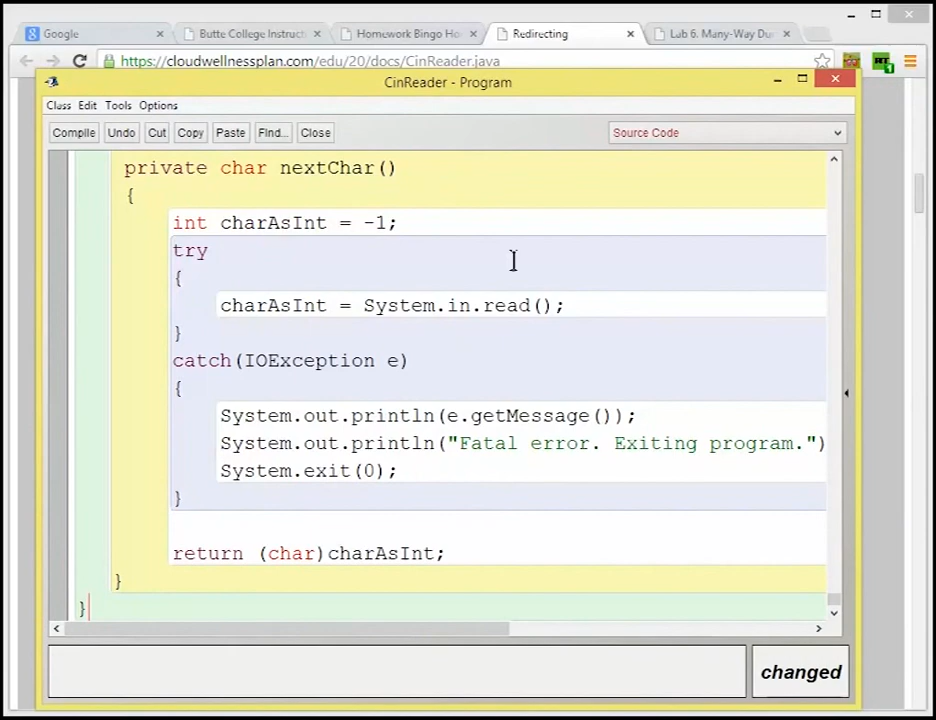 Google
Butte College Instruct
Homework Bingo Ho
Redirecting
Lab 6. Many-Way Du
https://cloudwellnessplan.com/edu/20/docs/CinReader.java
CinReader - Program
Class Edit Tools Options
Compile Undo Cut Copy Paste Find... Close
Source Code
private char nextChar()
{
int charAsInt = -1;
try
{
charAsInt = System.in.read();
}
catch(IOException e)
{
System.out.println(e.getMessage());
System.out.println("Fatal error. Exiting program.")
System.exit(0);
}
return (char)charAsInt;
}
}
changed